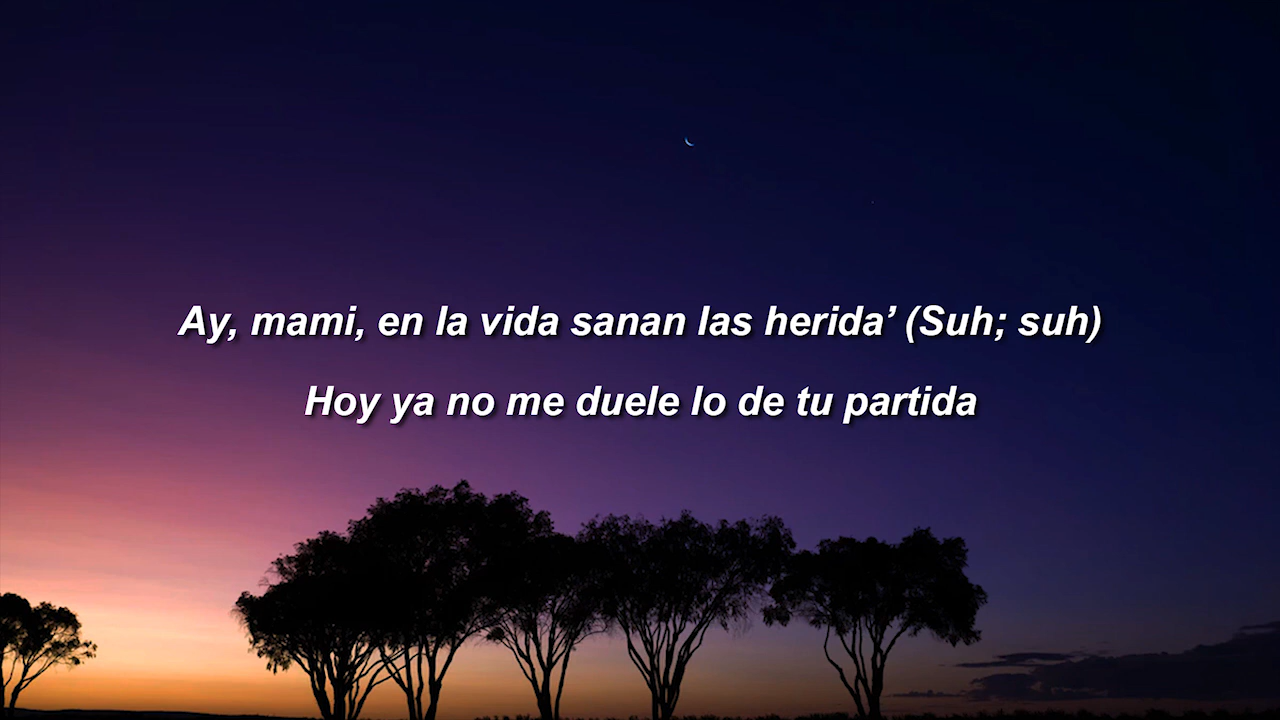 Ay, mami, en la vida sanan las herida’ (Suh; suh)
Hoy ya no me duele lo de tu partida